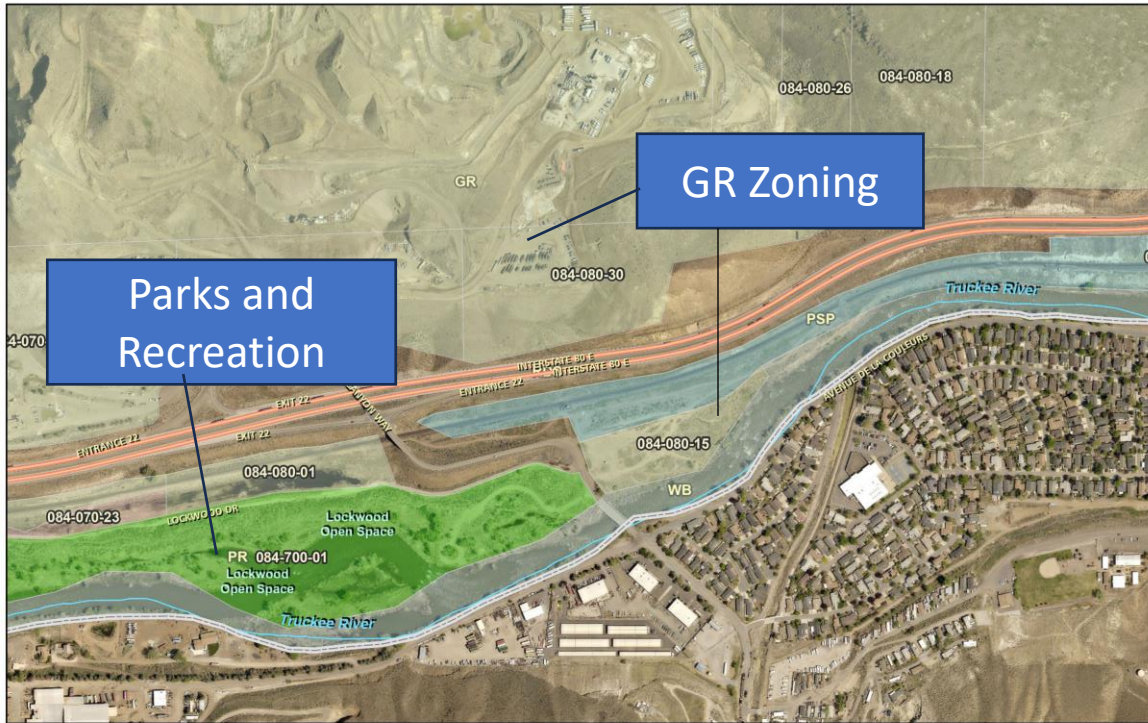 084-080-26
084-080-18
GR
GR Zoning
084-080-30
Parks and
Recreation
Truckee River
PSP
INTERSTATE 80 E
INTERSTATE 80 E
ENTRANCE 22
EXIT 22
AVENUE DE LA COULEURS
ENTRANCE 22
EXIT 22
084-080-15
084-080-01
WB
084-070-23
LOCKWOOD DR
Lockwood
Open Space
PR 084-700-01
Lockwood
Open Space
Truckee River